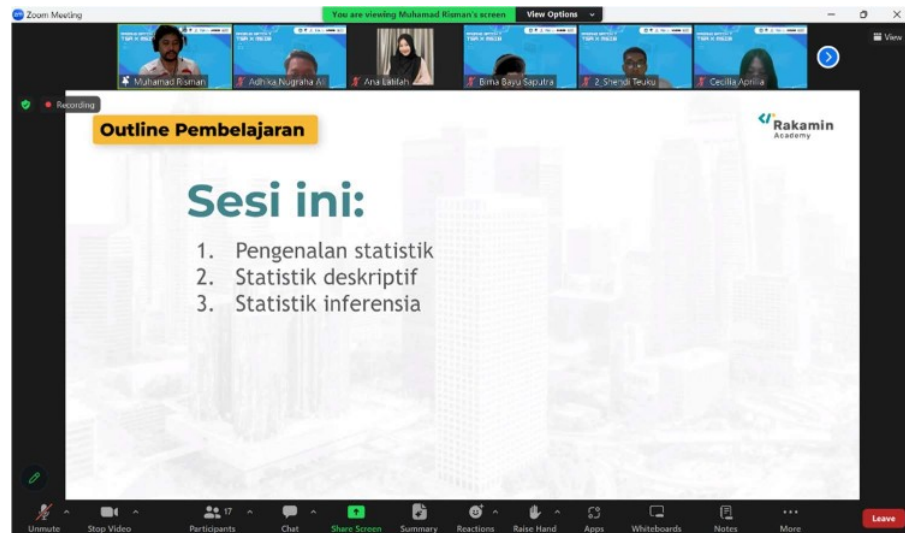 Zoom Meeting
You are viewing Muhamad Risman's screen
View Options
View
Muhamad Risman
Adhika Nugraha A
Ana Lailifah
Bima Bayu Saputra
2_Shendi Teuku
Cecilia Aprilia
Recording
Outline Pembelajaran
Rakamin
Academy
Sesi ini:
1. Pengenalan statistik
2. Statistik deskriptif
3. Statistik inferensia
Unmute
Stop Video
17
Participants
Chat
Share Screen
Summary
Reactions
Raise Hand
Apps
Whiteboards
Notes
More
Leave